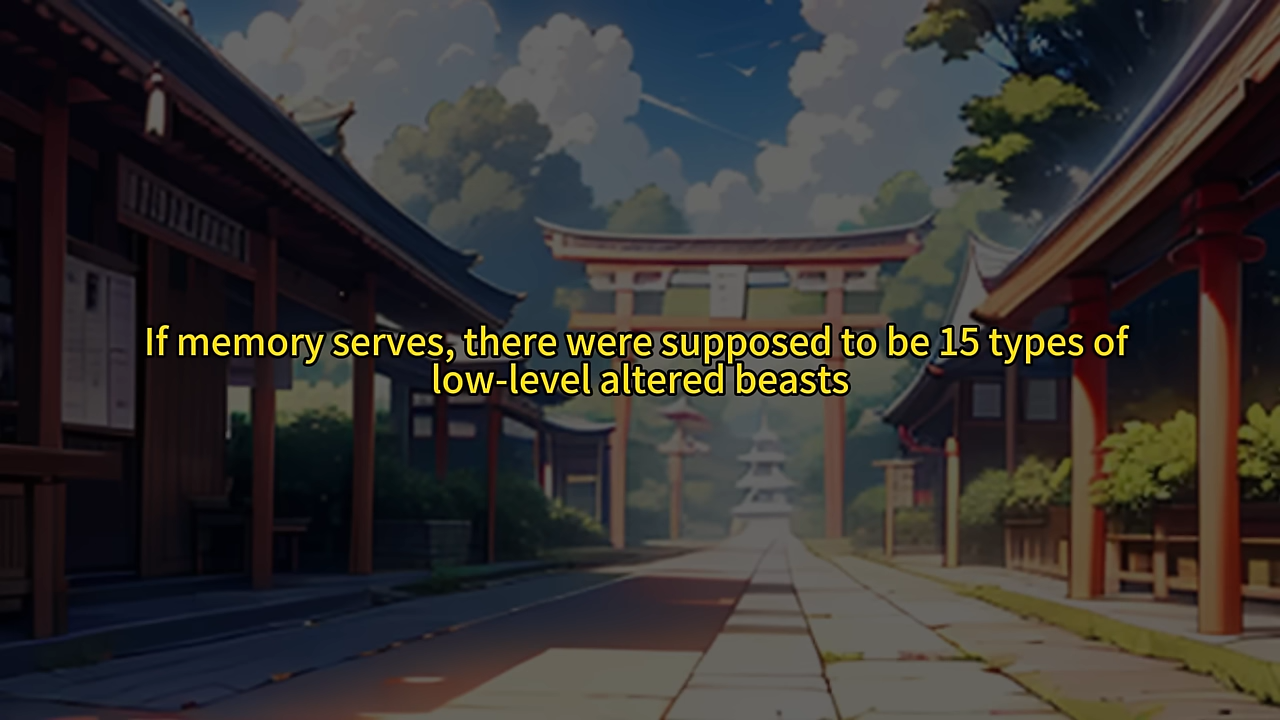 If memory serves, there were supposed to be 15 types of
low-level altered beasts